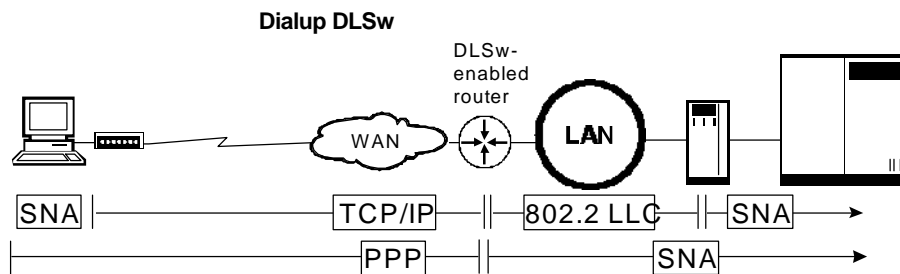 Dialup DLSw
DLSw-
enabled
router
WAN
LAN
SNA
TCP/IP
802.2 LLC
SNA
PPP
SNA